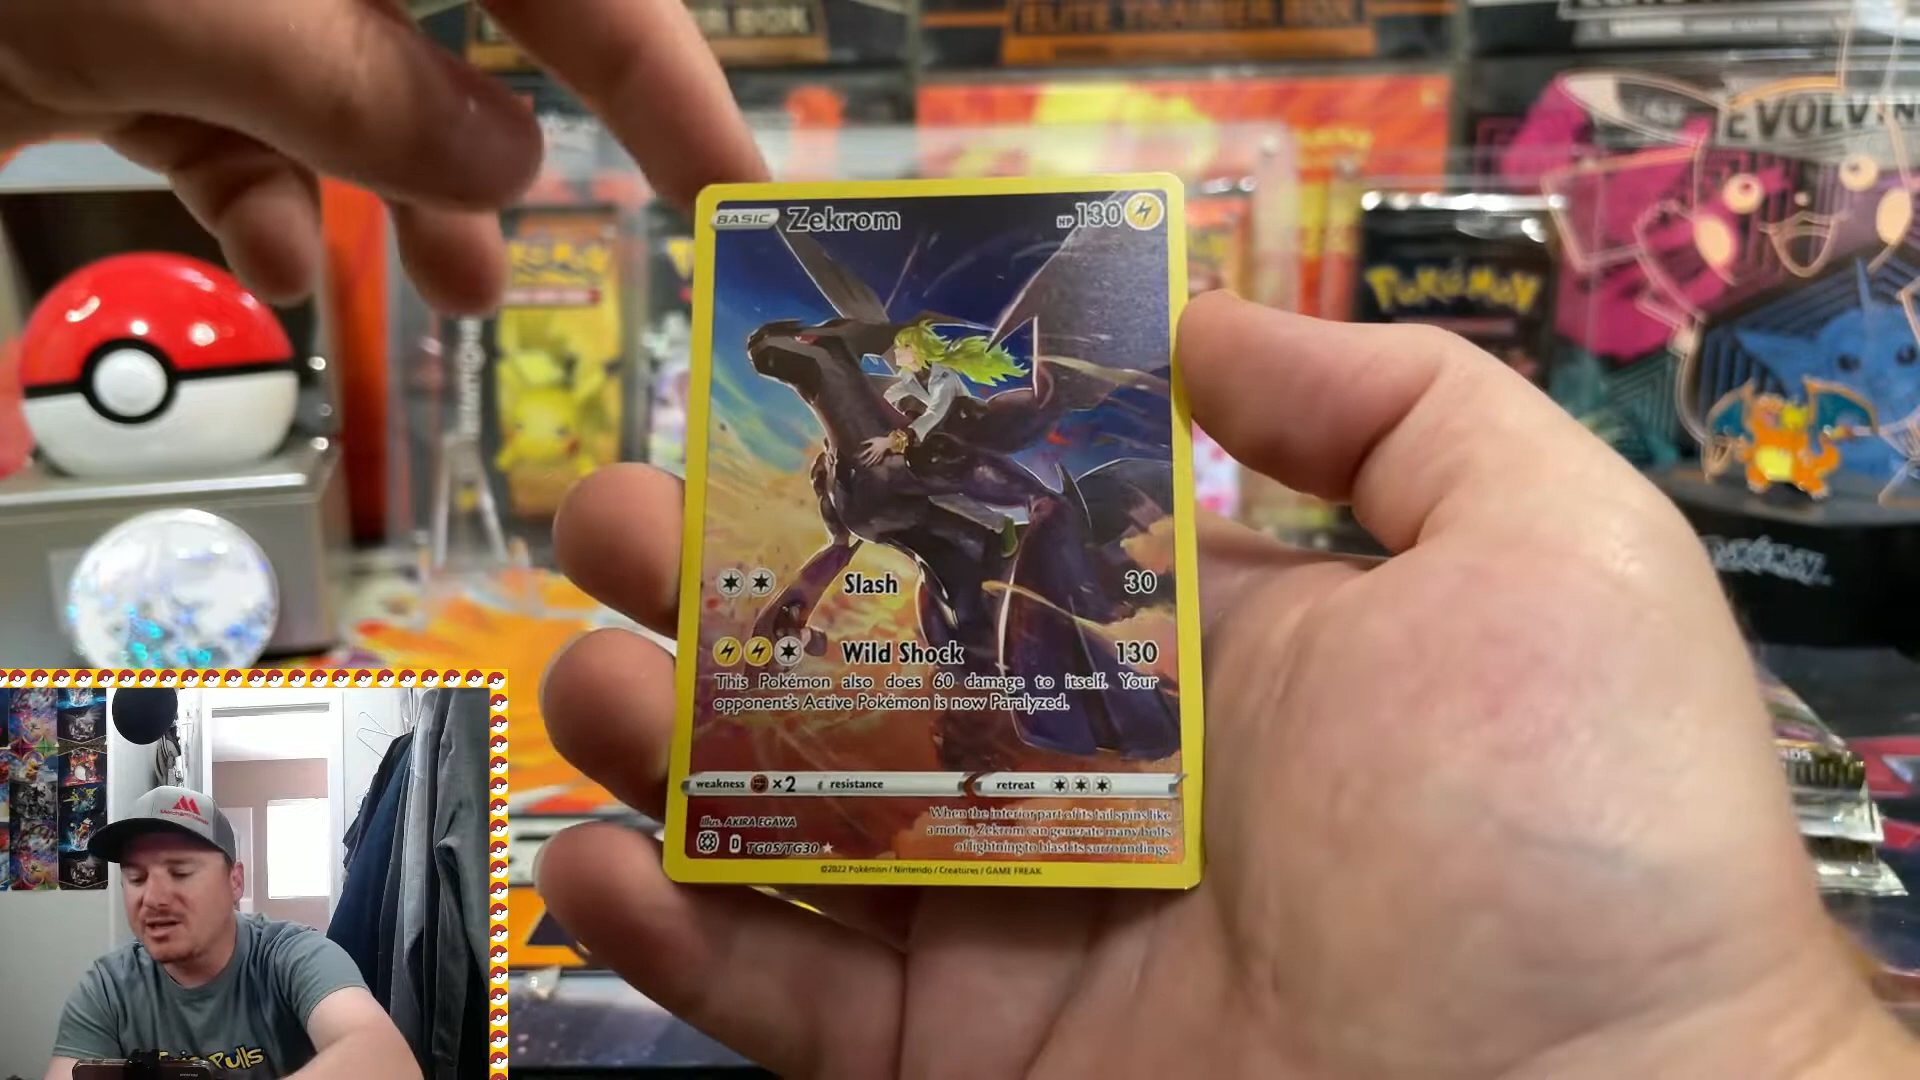 ELITE TRAINER BOX
EVOLVIN
POKÉMON
POKÉMON
BASIC Zekrom HP 130
Slash 30
Wild Shock 130
This Pokémon also does 60 damage to itself. Your
opponent's Active Pokémon is now Paralyzed.
weakness ×2 resistance retreat
Illus. AKIRA EGAWA
D TG05/TG30
When the interior part of its tail spins like
a motor, Zekrom can generate many bolts
of lightning to blast its surroundings.
©2022 Pokémon / Nintendo / Creatures / GAME FREAK
POKÉMON
Pulls